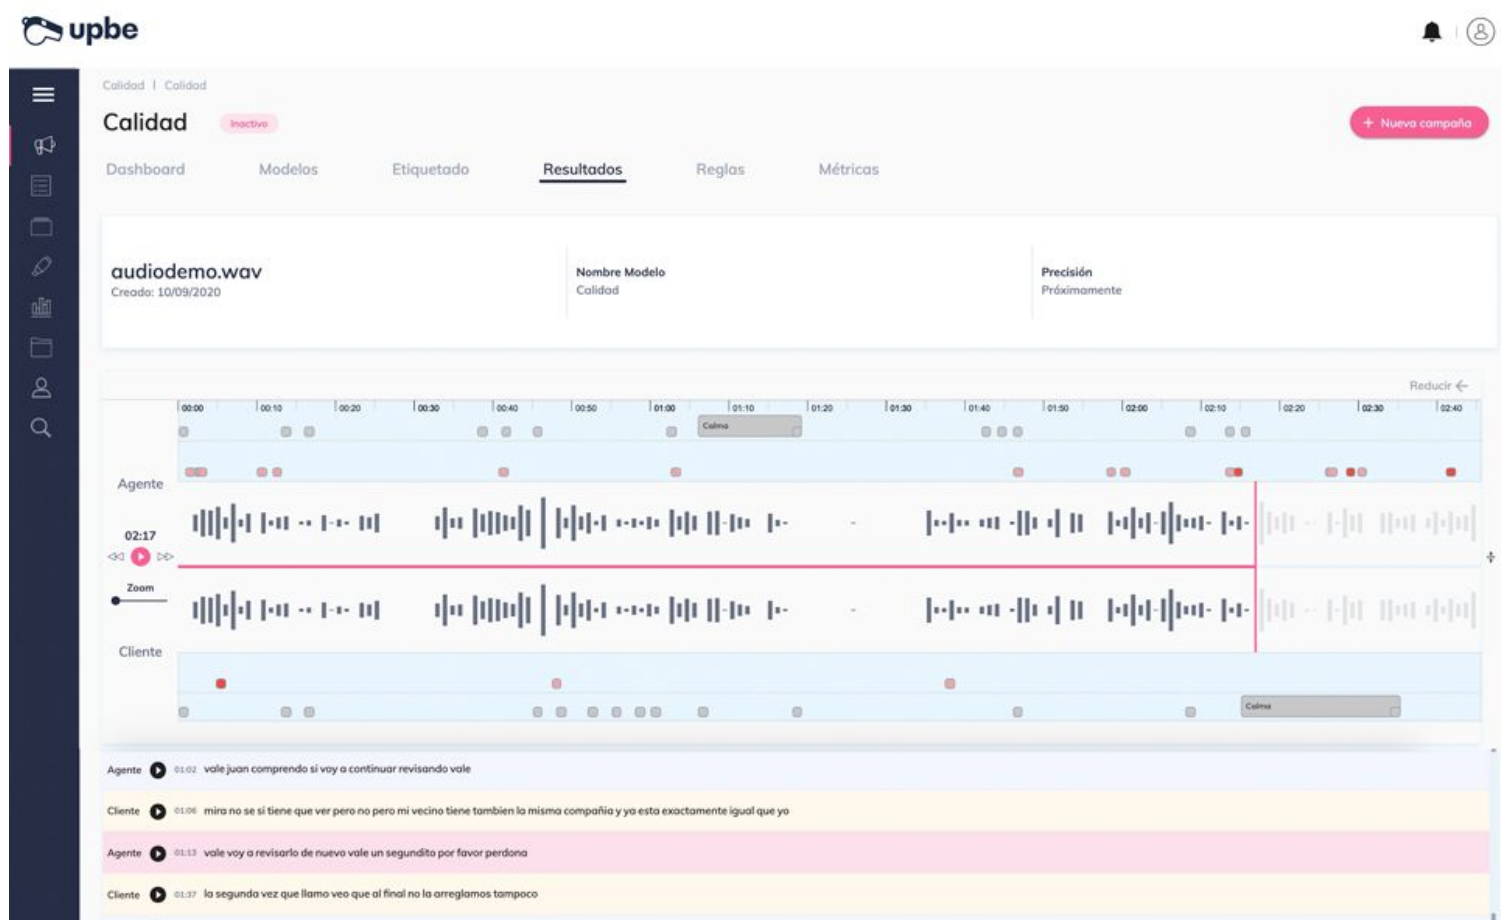 upbe
Calidad | Calidad
Calidad Inactivo
+ Nueva campaña
Dashboard Modelos Etiquetado Resultados Reglas Métricas
audiodemo.wav
Creado: 10/09/2020
Nombre Modelo
Calidad
Precisión
Próximamente
Reducir
00:00 00:10 00:20 00:30 00:40 00:50 01:00 01:10 01:20 01:30 01:40 01:50 02:00 02:10 02:20 02:30 02:40
Calma
Agente
02:17
Zoom
Cliente
Calma
Agente 01:02 vale juan comprendo si voy a continuar revisando vale
Cliente 01:06 mira no se si tiene que ver pero no pero mi vecino tiene tambien la misma compañia y ya esta exactamente igual que yo
Agente 01:13 vale voy a revisarlo de nuevo vale un segundito por favor perdona
Cliente 01:37 la segunda vez que llamo veo que al final no la arreglamos tampoco